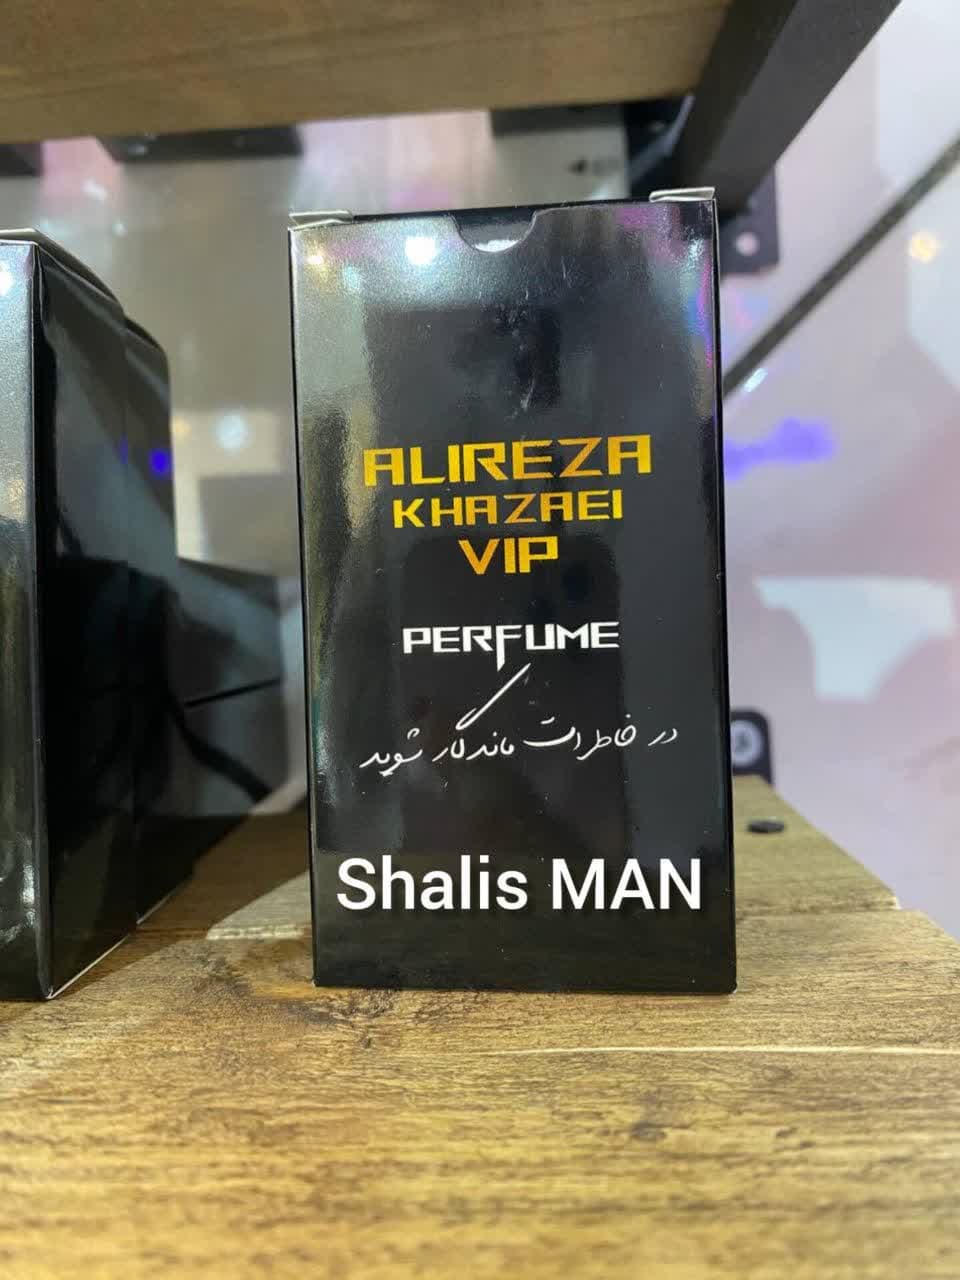 ALIREZA
KHAZAEI
VIP
PERFUME
در خاطرات ماندگار شوید
Shalis MAN